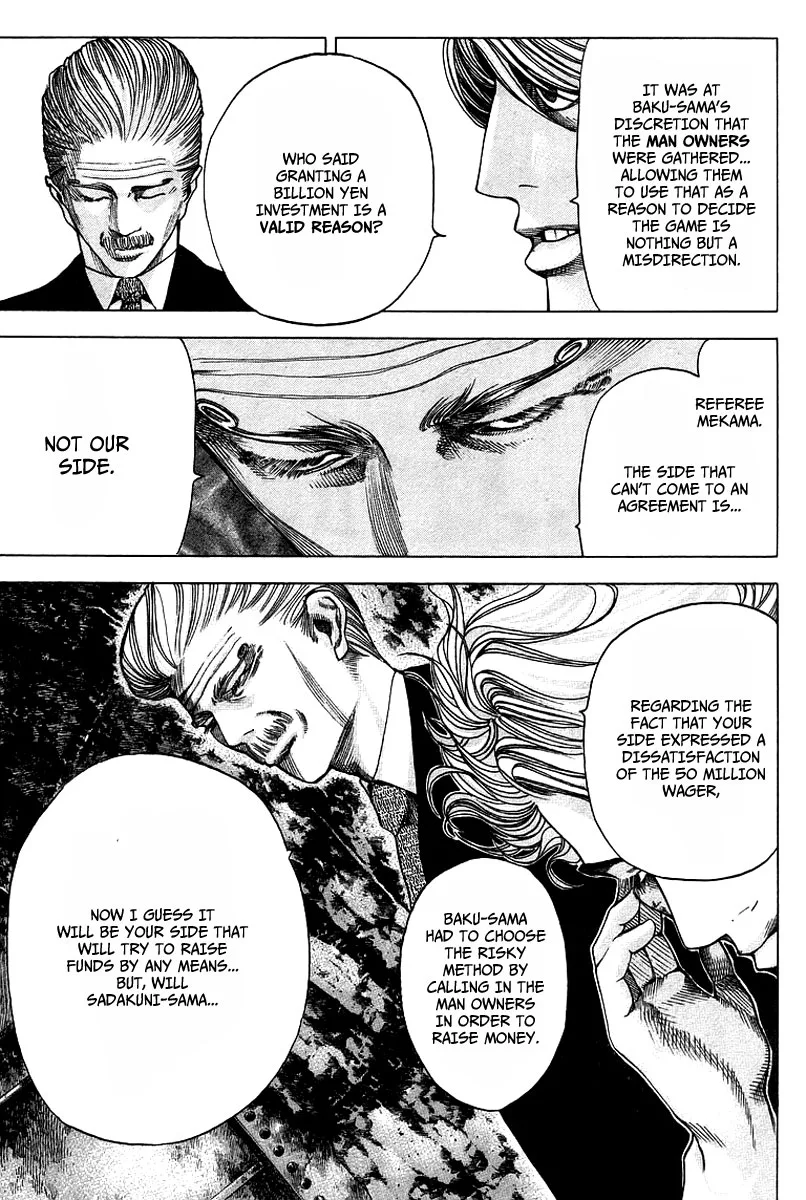 IT WAS AT
BAKU-SAMA'S
DISCRETION THAT
THE MAN OWNERS
WERE GATHERED...
ALLOWING THEM
TO USE THAT AS A
REASON TO DECIDE
THE GAME IS
NOTHING BUT A
MISDIRECTION.
WHO SAID
GRANTING A
BILLION YEN
INVESTMENT IS A
VALID REASON?
REFEREE
MEKAMA.
THE SIDE THAT
CAN'T COME TO AN
AGREEMENT IS...
NOT OUR
SIDE.
REGARDING THE
FACT THAT YOUR
SIDE EXPRESSED A
DISSATISFACTION
OF THE 50 MILLION
WAGER,
BAKU-SAMA
HAD TO CHOOSE
THE RISKY
METHOD BY
CALLING IN THE
MAN OWNERS
IN ORDER TO
RAISE MONEY.
NOW I GUESS IT
WILL BE YOUR SIDE THAT
WILL TRY TO RAISE
FUNDS BY ANY MEANS...
BUT, WILL
SADAKUNI-SAMA...